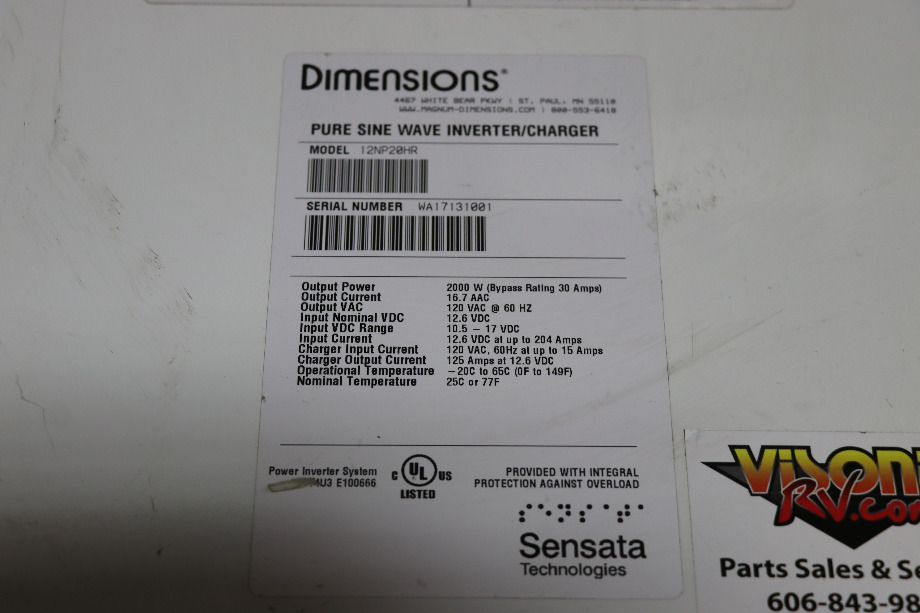 DIMENSIONS®
4467 WHITE BEAR PKWY | ST. PAUL, MN 55110
WWW.MAGNUM-DIMENSIONS.COM | 800-553-6418
PURE SINE WAVE INVERTER/CHARGER
MODEL 12NP20HR
SERIAL NUMBER WA17131001
Output Power 2000 W (Bypass Rating 30 Amps)
Output Current 16.7 AAC
Output VAC 120 VAC @ 60 HZ
Input Nominal VDC 12.6 VDC
Input VDC Range 10.5 – 17 VDC
Input Current 12.6 VDC at up to 204 Amps
Charger Input Current 120 VAC, 60Hz at up to 15 Amps
Charger Output Current 125 Amps at 12.6 VDC
Operational Temperature –20C to 65C (0F to 149F)
Nominal Temperature 25C or 77F
Power Inverter System
4U3 E100666
C UL US
LISTED
PROVIDED WITH INTEGRAL
PROTECTION AGAINST OVERLOAD
Sensata
Technologies
Vison
RV.co
Parts Sales & Se
606-843-98